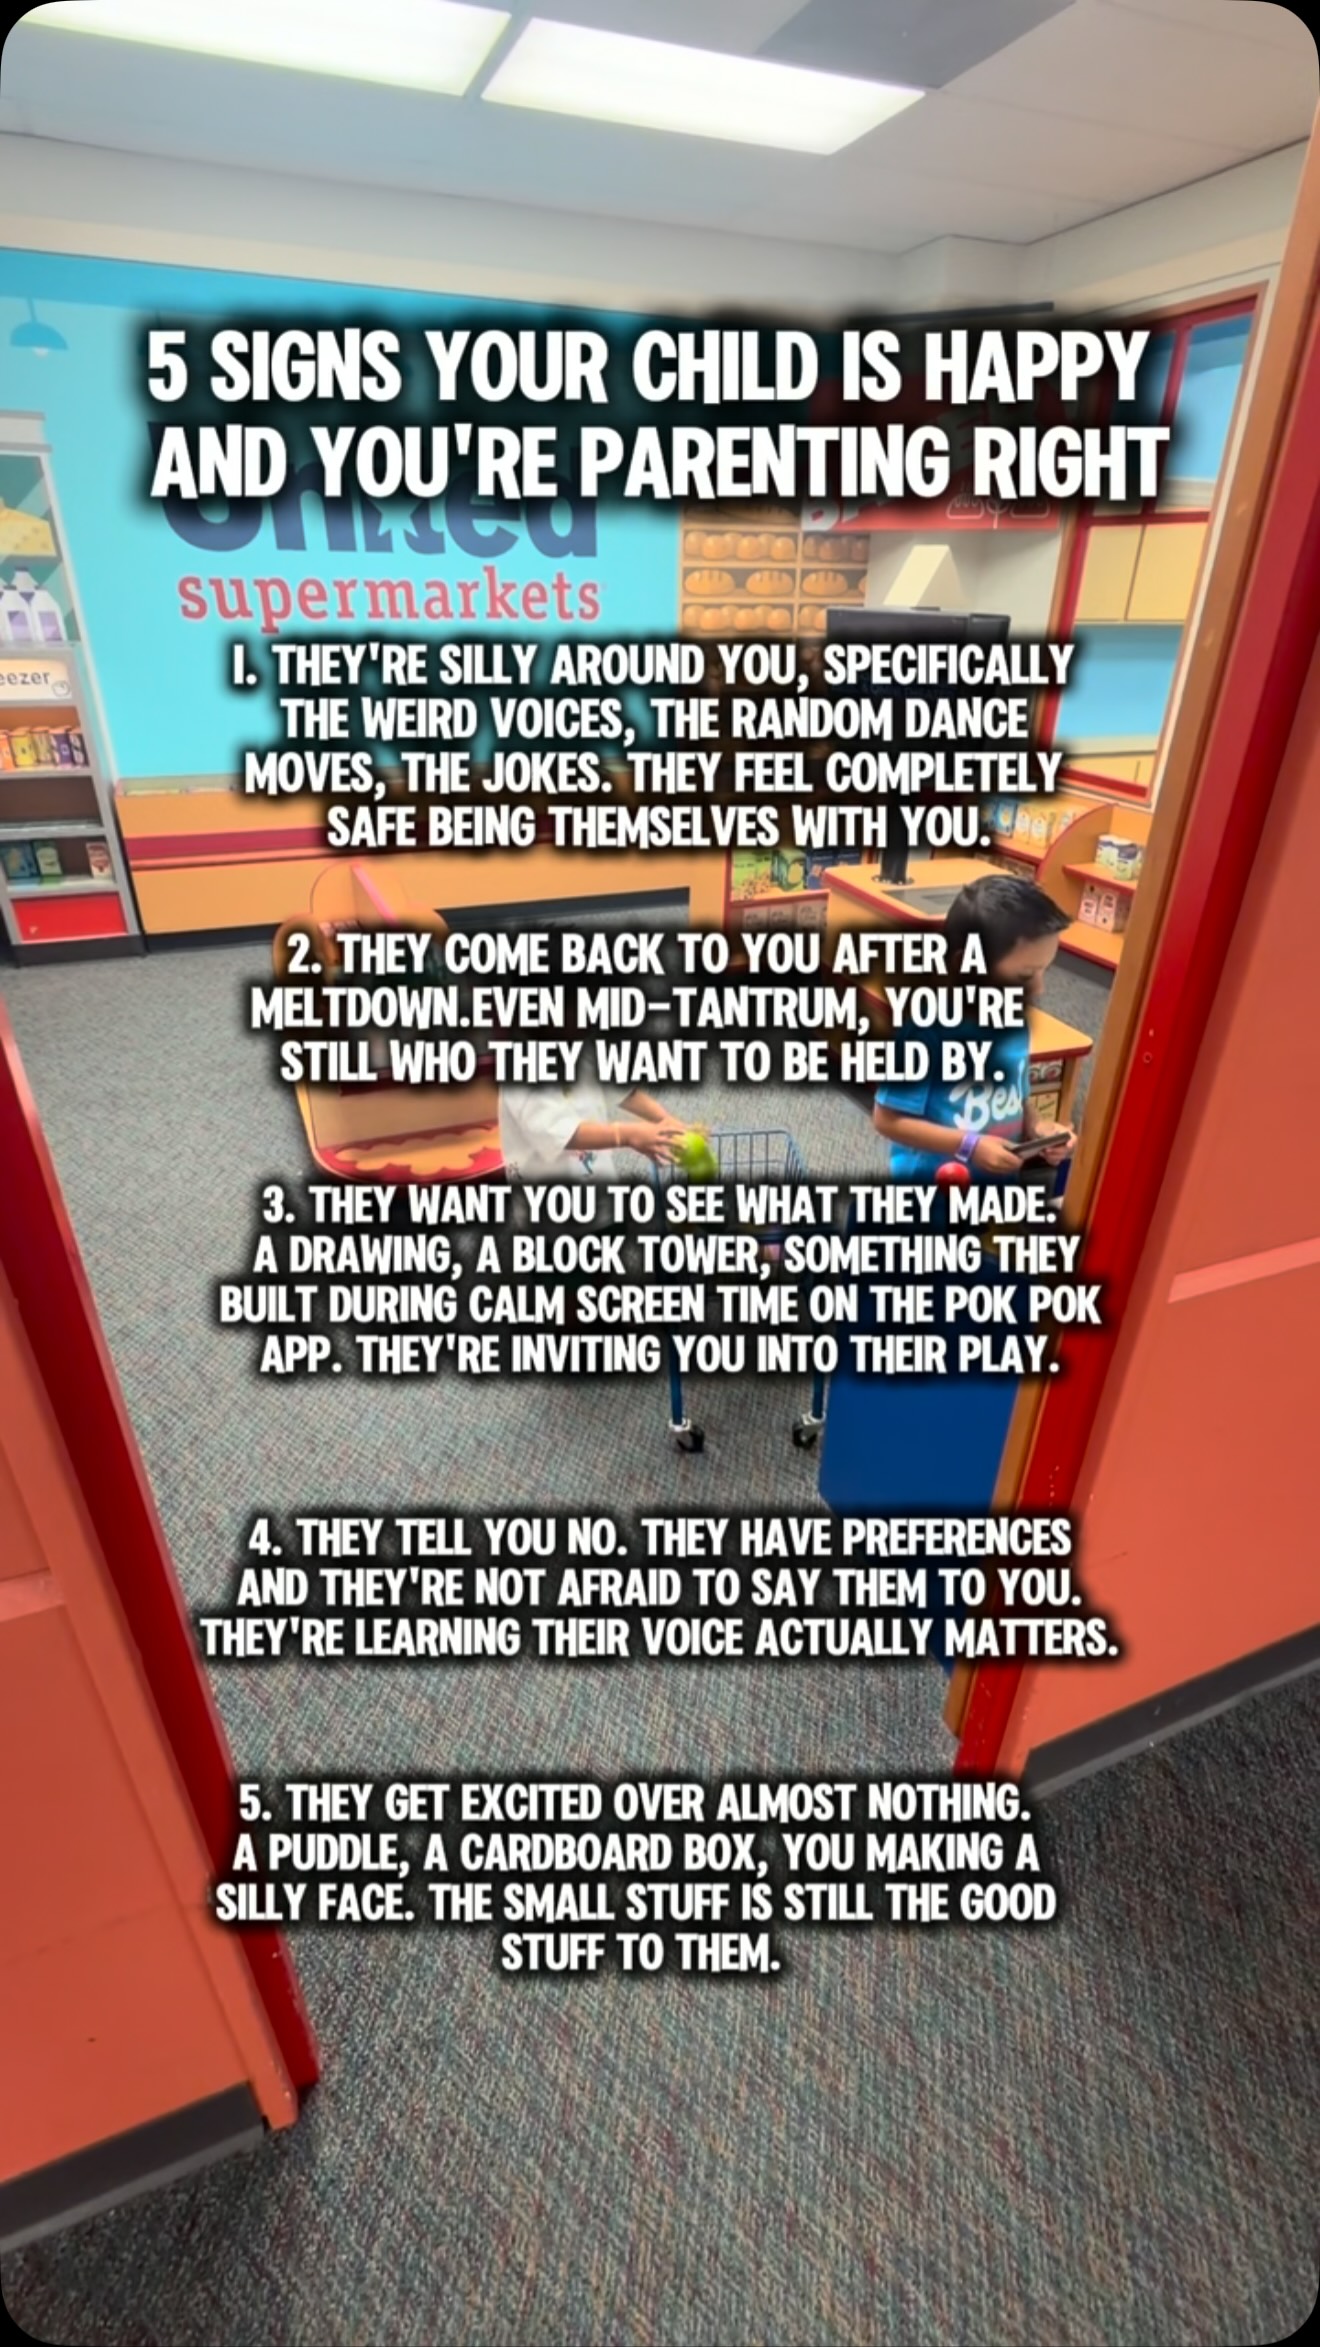 5 SIGNS YOUR CHILD IS HAPPY
AND YOU'RE PARENTING RIGHT
United
supermarkets
eezer
1. THEY'RE SILLY AROUND YOU, SPECIFICALLY
THE WEIRD VOICES, THE RANDOM DANCE
MOVES, THE JOKES. THEY FEEL COMPLETELY
SAFE BEING THEMSELVES WITH YOU.
2. THEY COME BACK TO YOU AFTER A
MELTDOWN.EVEN MID-TANTRUM, YOU'RE
STILL WHO THEY WANT TO BE HELD BY.
Bes
3. THEY WANT YOU TO SEE WHAT THEY MADE.
A DRAWING, A BLOCK TOWER, SOMETHING THEY
BUILT DURING CALM SCREEN TIME ON THE POK POK
APP. THEY'RE INVITING YOU INTO THEIR PLAY.
4. THEY TELL YOU NO. THEY HAVE PREFERENCES
AND THEY'RE NOT AFRAID TO SAY THEM TO YOU.
THEY'RE LEARNING THEIR VOICE ACTUALLY MATTERS.
5. THEY GET EXCITED OVER ALMOST NOTHING.
A PUDDLE, A CARDBOARD BOX, YOU MAKING A
SILLY FACE. THE SMALL STUFF IS STILL THE GOOD
STUFF TO THEM.